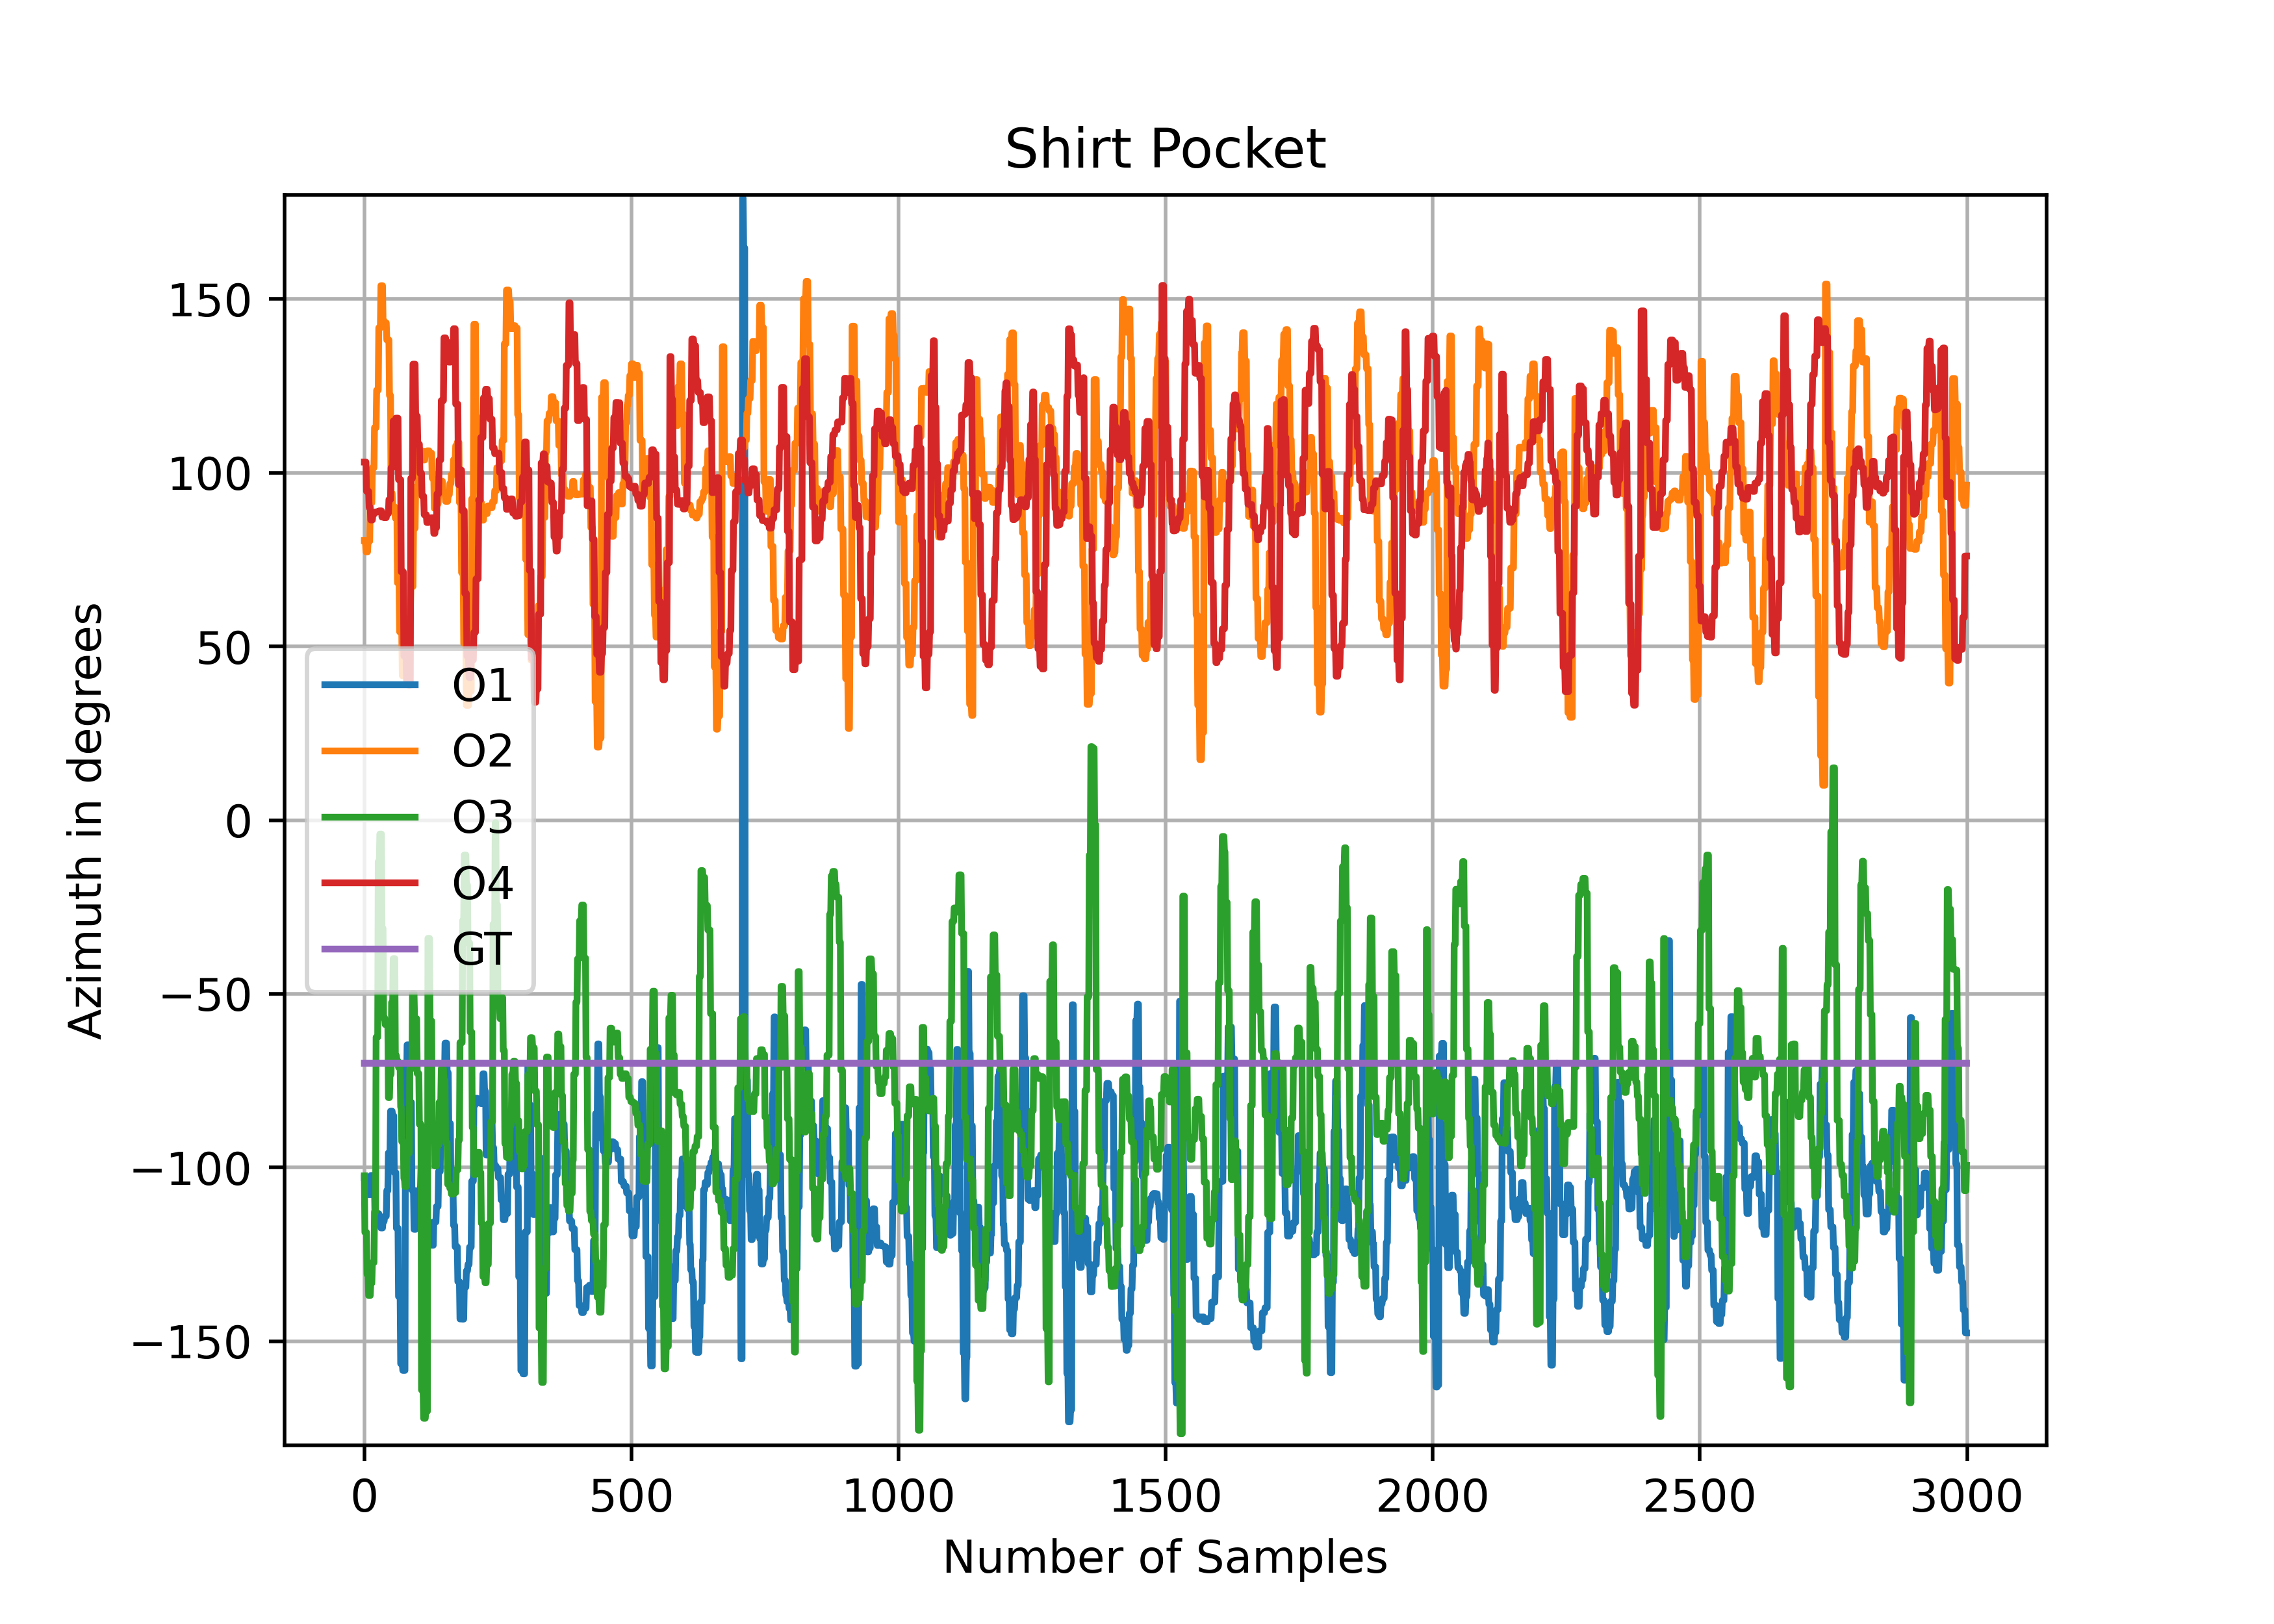 Shirt Pocket
Azimuth in degrees
150
100
50
0
−50
−100
−150
O1
O2
O3
O4
GT
0 500 1000 1500 2000 2500 3000
Number of Samples